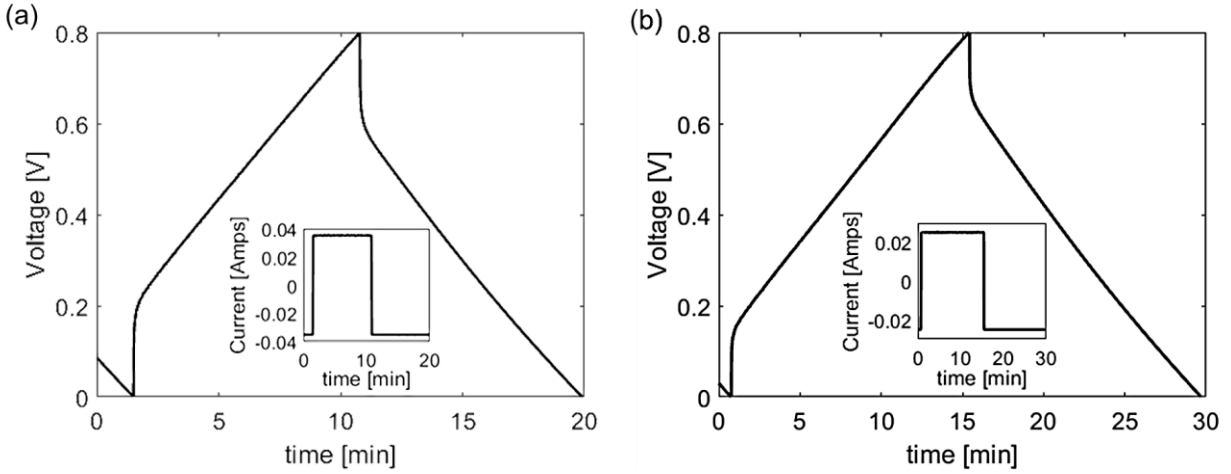 (a)
0.8
0.6
0.4
0.2
0
Voltage [V]
0 5 10 15 20
time [min]
0.04
0.02
0
-0.02
-0.04
Current [Amps]
0 10 20
time [min]
(b)
0.8
0.6
0.4
0.2
0
Voltage [V]
0 5 10 15 20 25 30
time [min]
0.02
0
-0.02
Current [Amps]
0 10 20 30
time [min]